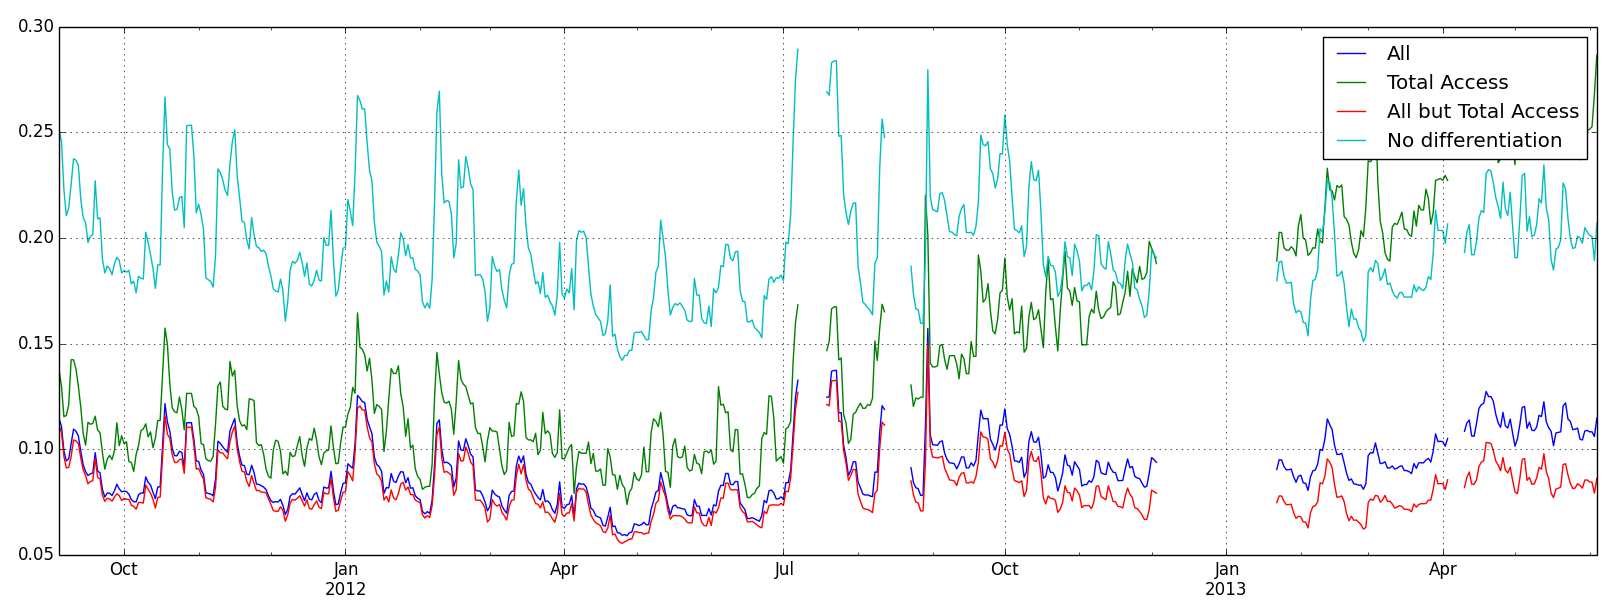 0.30
0.25
0.20
0.15
0.10
0.05
All
Total Access
All but Total Access
No differentiation
Oct
Jan
2012
Apr
Jul
Oct
Jan
2013
Apr